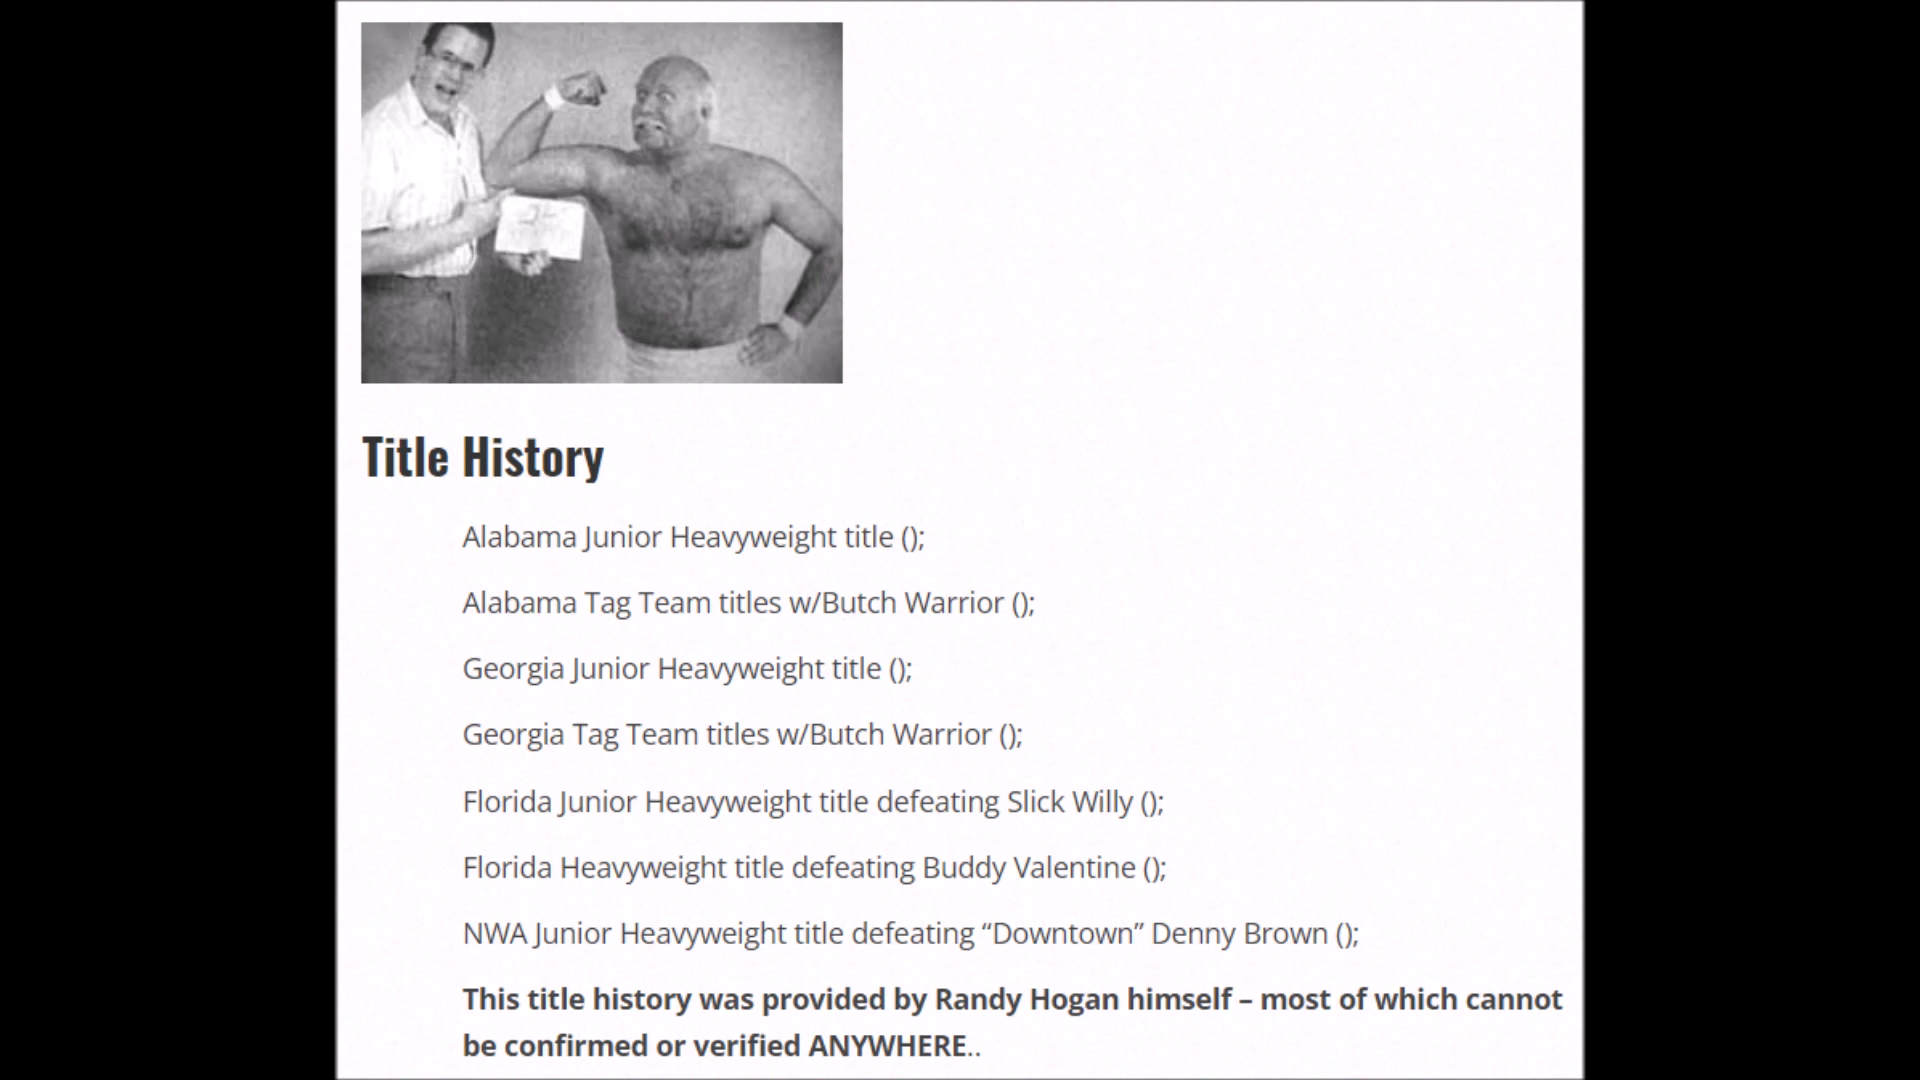 Title History
Alabama Junior Heavyweight title ();
Alabama Tag Team titles w/Butch Warrior ();
Georgia Junior Heavyweight title ();
Georgia Tag Team titles w/Butch Warrior ();
Florida Junior Heavyweight title defeating Slick Willy ();
Florida Heavyweight title defeating Buddy Valentine ();
NWA Junior Heavyweight title defeating “Downtown” Denny Brown ();
This title history was provided by Randy Hogan himself – most of which cannot
be confirmed or verified ANYWHERE..